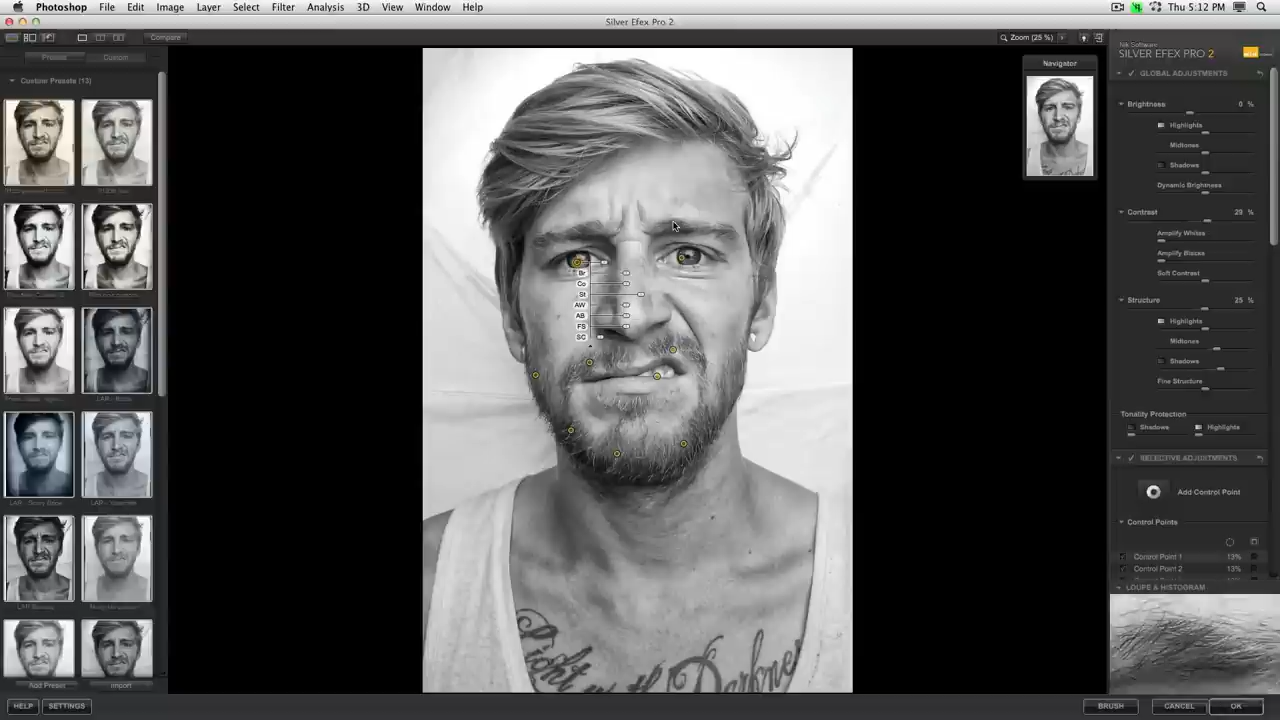 Photoshop File Edit Image Layer Select Filter Analysis 3D View Window Help
Thu 5:12 PM
Silver Efex Pro 2
Compare
Zoom (25 %)
Presets Custom
Custom Presets (13)
Add Preset Import
HELP SETTINGS
Br
Co
St
AW
AB
FS
SC
Light up the Darkness
Navigator
Nik Software
SILVER EFEX PRO 2
GLOBAL ADJUSTMENTS
Brightness 0 %
Highlights
Midtones
Shadows
Dynamic Brightness
Contrast 29 %
Amplify Whites
Amplify Blacks
Soft Contrast
Structure 25 %
Highlights
Midtones
Shadows
Fine Structure
Tonality Protection
Shadows Highlights
SELECTIVE ADJUSTMENTS
Add Control Point
Control Points
Control Point 1 13%
Control Point 2 13%
LOUPE & HISTOGRAM
BRUSH CANCEL OK